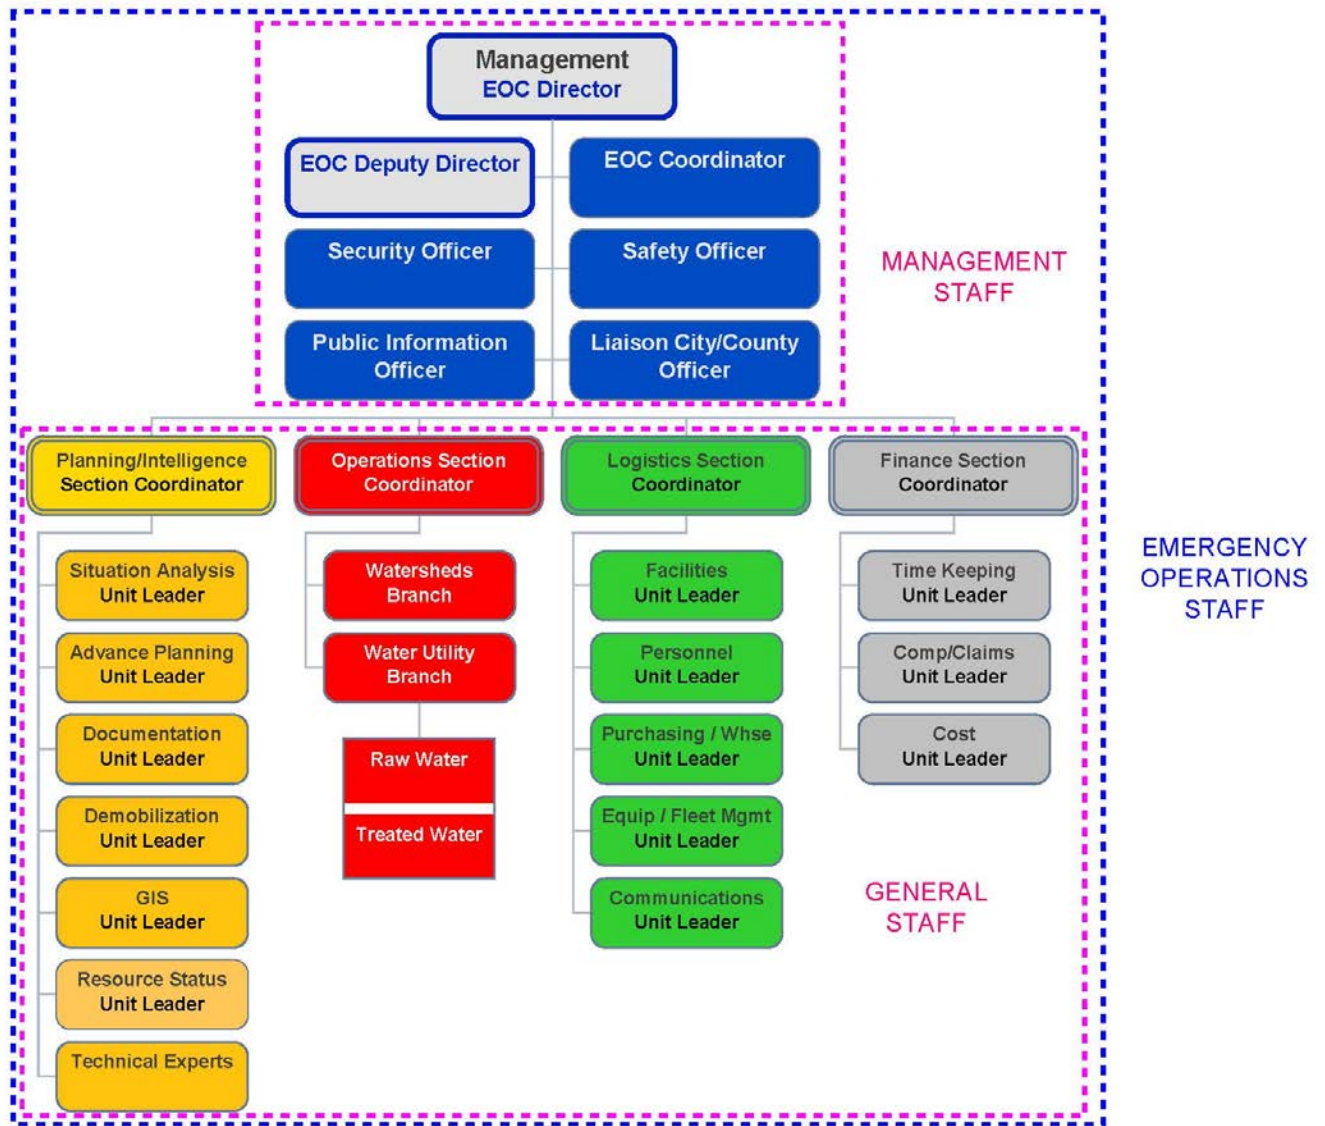 Management
EOC Director
EOC Deputy Director
EOC Coordinator
Security Officer
Safety Officer
Public Information
Officer
Liaison City/County
Officer
MANAGEMENT
STAFF
Planning/Intelligence
Section Coordinator
Operations Section
Coordinator
Logistics Section
Coordinator
Finance Section
Coordinator
Situation Analysis
Unit Leader
Advance Planning
Unit Leader
Documentation
Unit Leader
Demobilization
Unit Leader
GIS
Unit Leader
Resource Status
Unit Leader
Technical Experts
Watersheds
Branch
Water Utility
Branch
Raw Water
Treated Water
Facilities
Unit Leader
Personnel
Unit Leader
Purchasing / Whse
Unit Leader
Equip / Fleet Mgmt
Unit Leader
Communications
Unit Leader
Time Keeping
Unit Leader
Comp/Claims
Unit Leader
Cost
Unit Leader
GENERAL
STAFF
EMERGENCY
OPERATIONS
STAFF